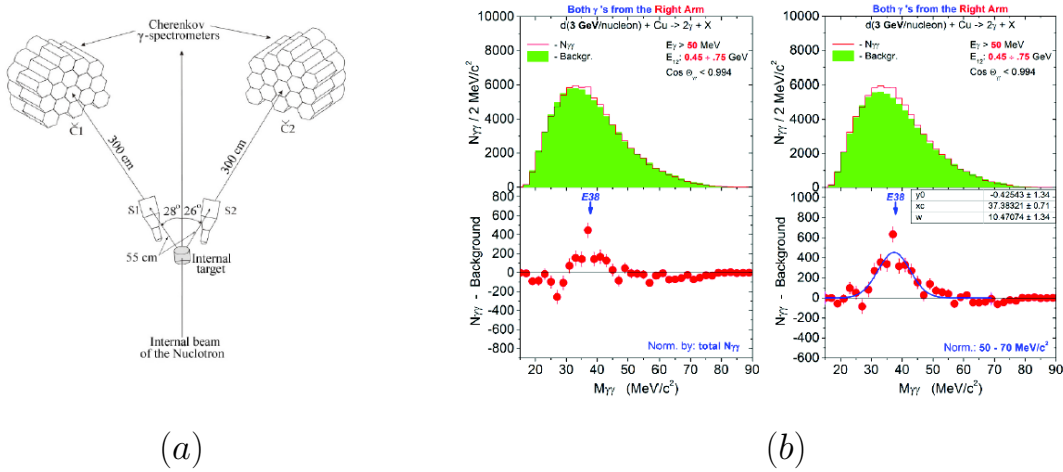 Cherenkov
γ-spectrometers
Č1
Č2
300 cm
300 cm
S1
28°
26°
S2
55 cm
Internal
target
Internal beam
of the Nuclotron
(a)
Both γ 's from the Right Arm
d(3 GeV/nucleon) + Cu -> 2γ + X
- Nγγ
- Backgr.
Eγ > 50 MeV
E12: 0.45 ÷ .75 GeV
Cos Θγγ < 0.994
Nγγ / 2 MeV/c²
10000
8000
6000
4000
2000
0
E38
Nγγ - Background
800
600
400
200
0
-200
-400
-600
-800
Norm. by: total Nγγ
20 30 40 50 60 70 80 90
Mγγ (MeV/c²)
Both γ 's from the Right Arm
d(3 GeV/nucleon) + Cu -> 2γ + X
- Nγγ
- Backgr.
Eγ > 50 MeV
E12: 0.45 ÷ .75 GeV
Cos Θγγ < 0.994
Nγγ / 2 MeV/c²
10000
8000
6000
4000
2000
0
E38
y0 -0.42543 ± 1.34
xc 37.38321 ± 0.71
w 10.47074 ± 1.34
Nγγ - Background
1000
800
600
400
200
0
-200
-400
-600
Norm.: 50 - 70 MeV/c²
20 30 40 50 60 70 80 90
Mγγ (MeV/c²)
(b)